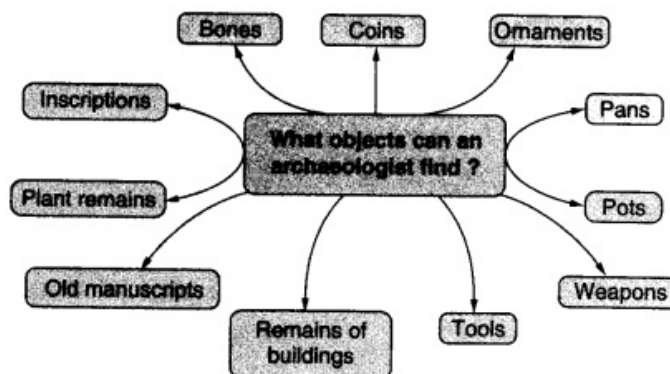 Bones
Coins
Ornaments
Inscriptions
What objects can an
archaeologist find ?
Pans
Plant remains
Pots
Old manuscripts
Weapons
Remains of
buildings
Tools